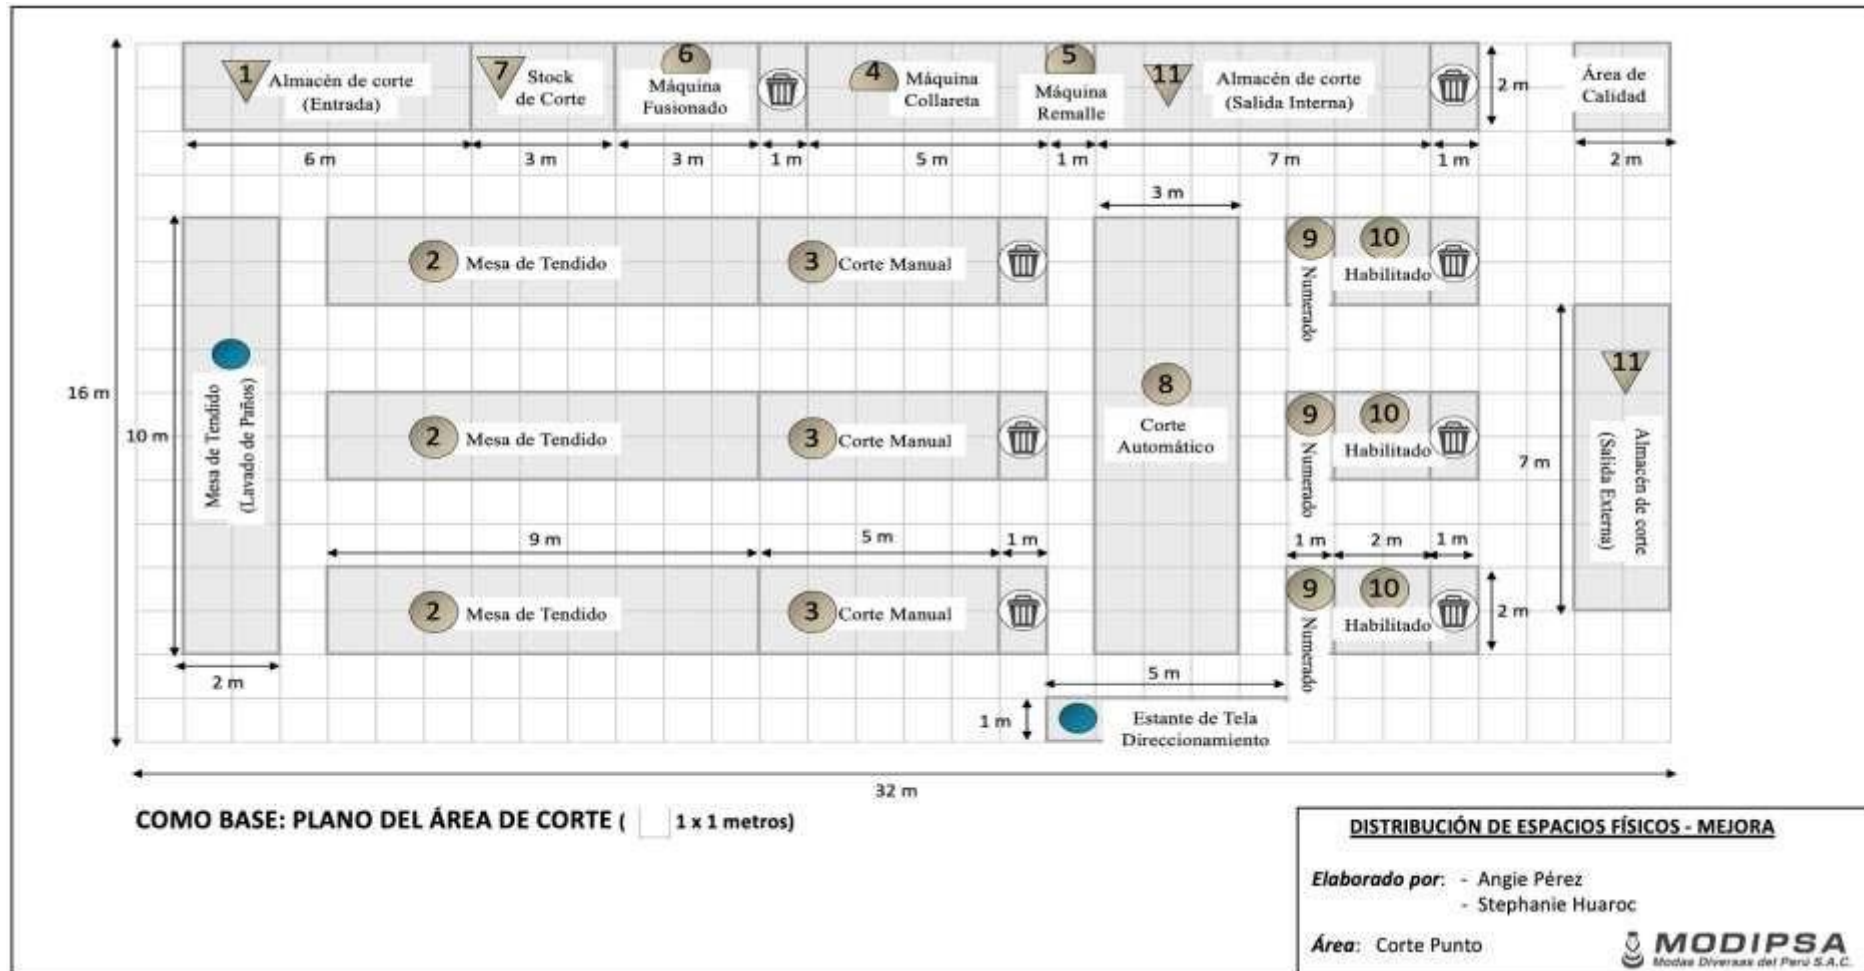 1
Almacén de corte
(Entrada)
7
Stock
de Corte
6
Máquina
Fusionado
4
Máquina
Collareta
5
Máquina
Remalle
11
Almacén de corte
(Salida Interna)
2 m
Área de
Calidad
6 m
3 m
3 m
1 m
5 m
1 m
7 m
1 m
2 m
3 m
2
Mesa de Tendido
3
Corte Manual
9
Numerado
10
Habilitado
16 m
10 m
Mesa de Tendido
(Lavado de Paños)
2
Mesa de Tendido
3
Corte Manual
8
Corte
Automático
9
Numerado
10
Habilitado
7 m
11
Almacén de corte
(Salida Externa)
9 m
5 m
1 m
1 m
2 m
1 m
2
Mesa de Tendido
3
Corte Manual
9
Numerado
10
Habilitado
2 m
2 m
5 m
1 m
Estante de Tela
Direccionamiento
32 m
COMO BASE: PLANO DEL ÁREA DE CORTE ( 1 x 1 metros)
DISTRIBUCIÓN DE ESPACIOS FÍSICOS - MEJORA
Elaborado por: - Angie Pérez
- Stephanie Huaroc
Área: Corte Punto
MODIPSA
Modas Diversas del Perú S.A.C.